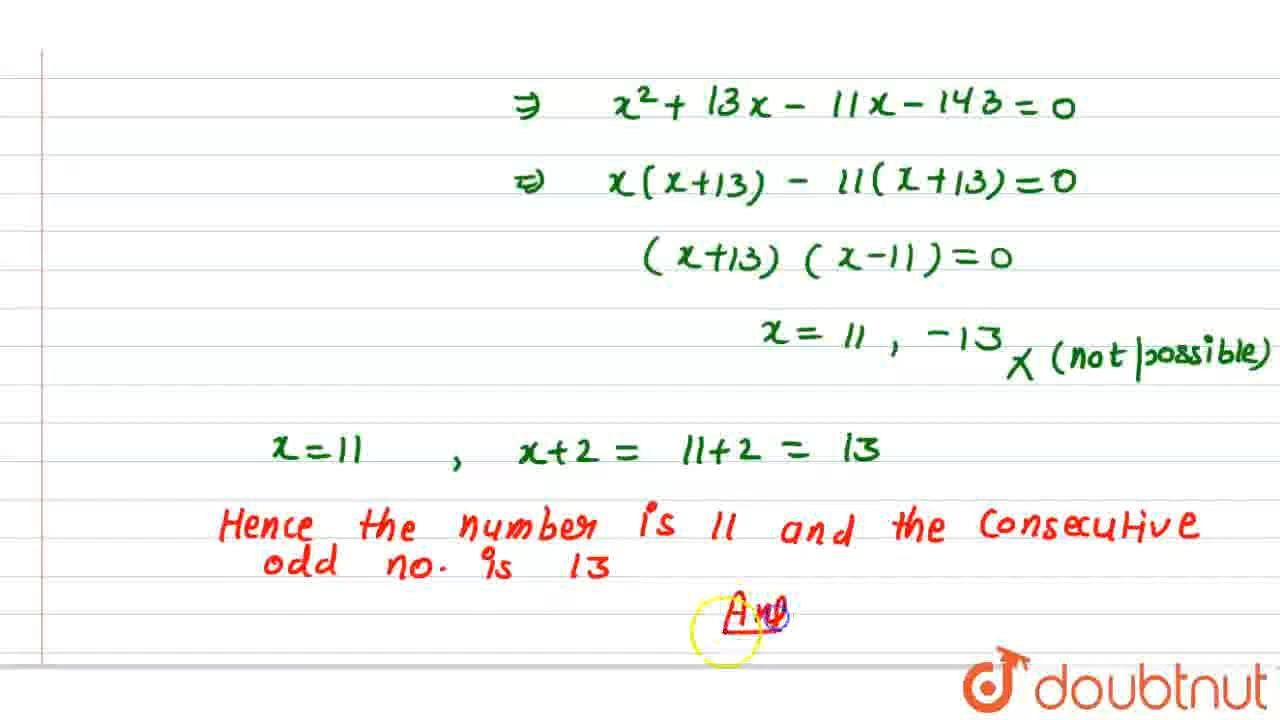 ⇒ x² + 13x - 11x - 143 = 0
⇒ x(x+13) - 11(x+13) = 0
(x+13) (x-11) = 0
x = 11 , -13 × (not possible)
x = 11 , x+2 = 11+2 = 13
Hence the number is 11 and the consecutive
odd no. is 13
Ans
doubtnut